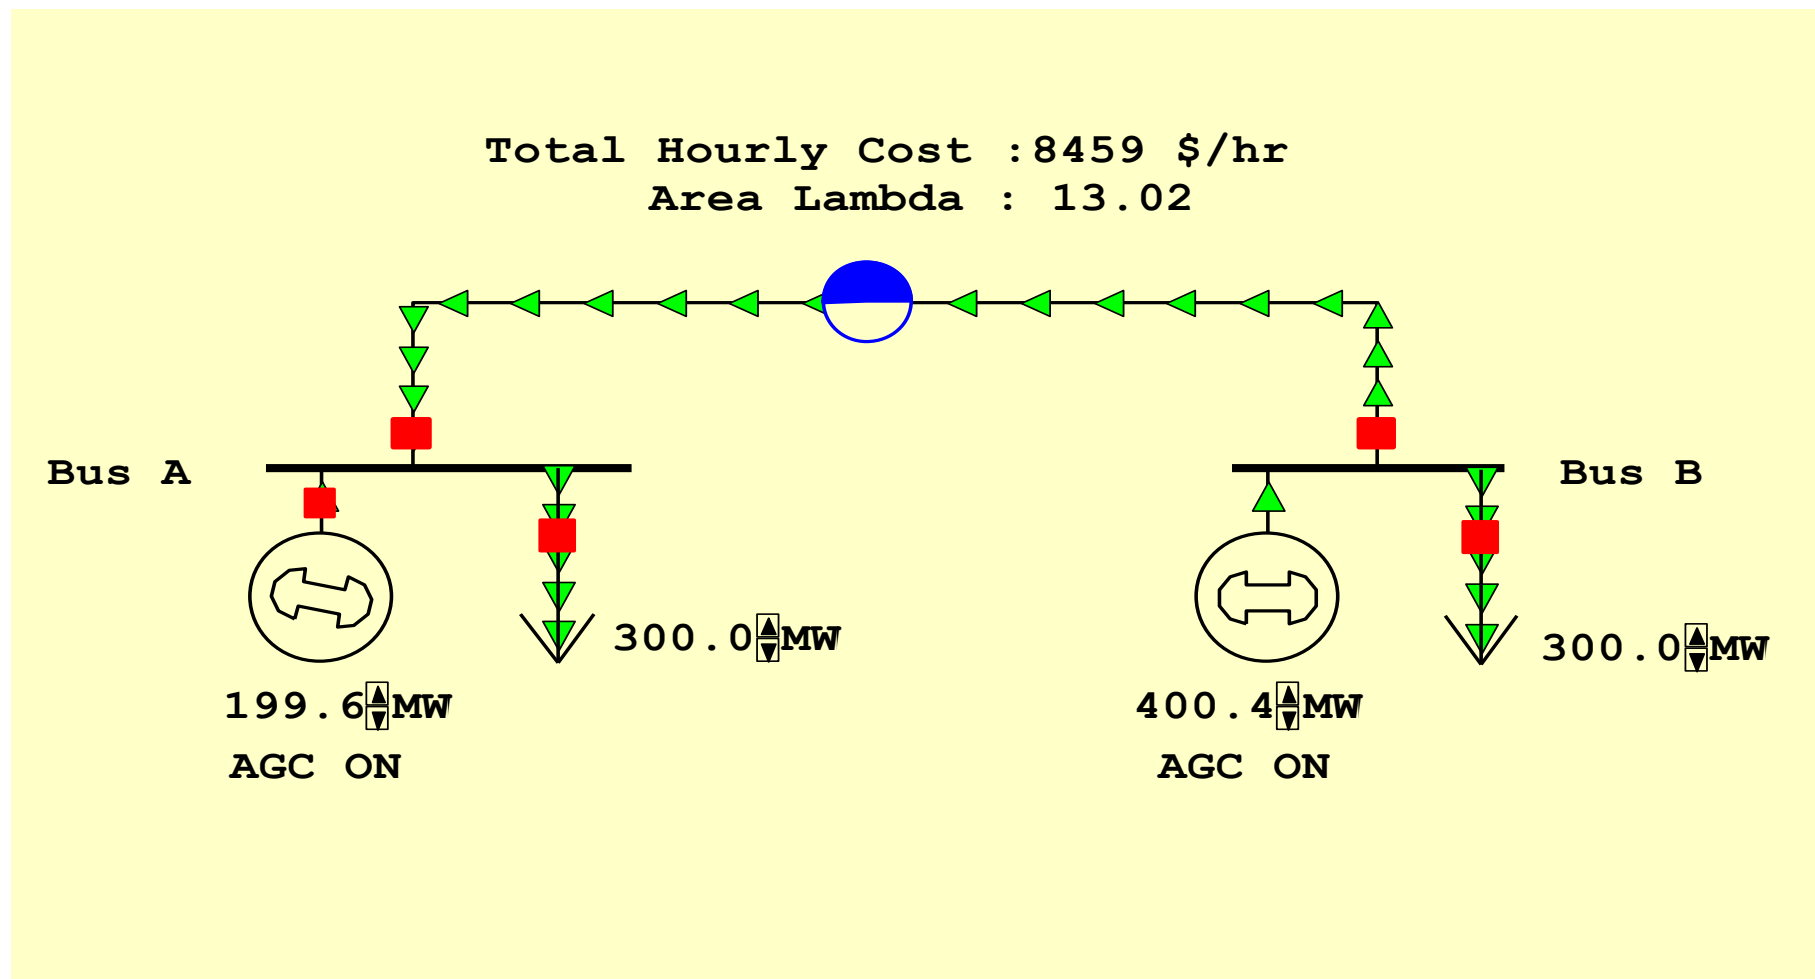 Total Hourly Cost :8459 $/hr
Area Lambda : 13.02
Bus A
Bus B
300.0 MW
300.0 MW
199.6 MW
400.4 MW
AGC ON
AGC ON